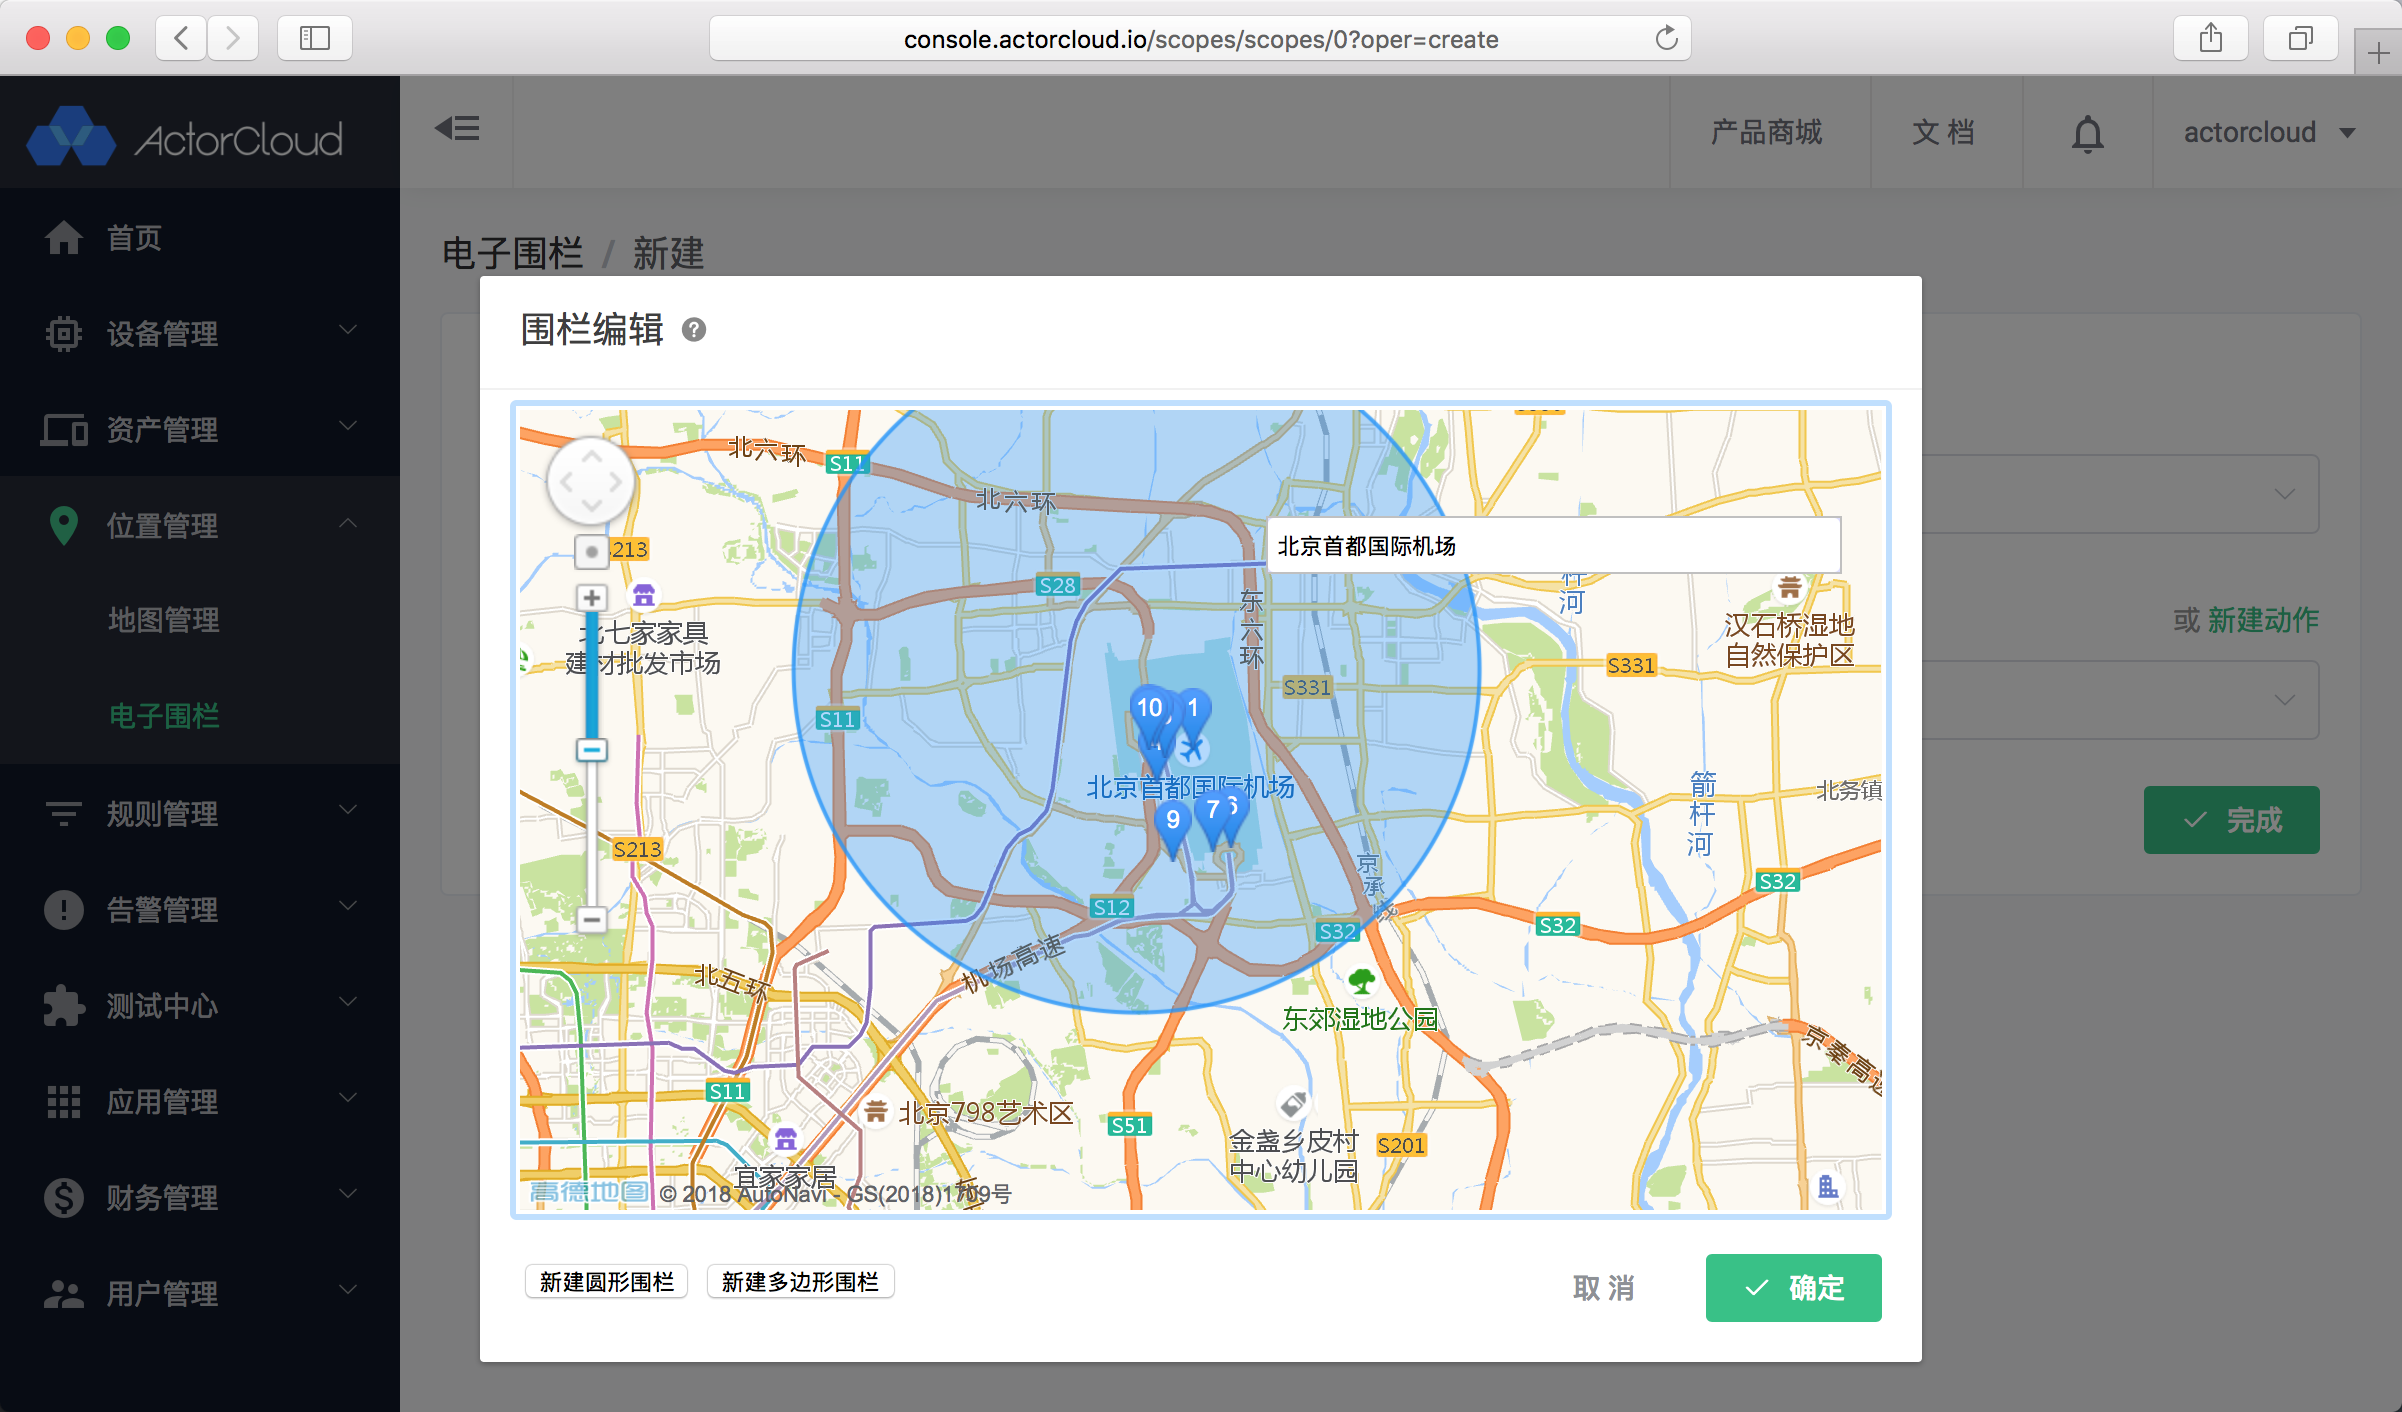 console.actorcloud.io/scopes/scopes/0?oper=create
ActorCloud
产品商城
文 档
actorcloud
首页
设备管理
资产管理
位置管理
地图管理
电子围栏
规则管理
告警管理
测试中心
应用管理
财务管理
用户管理
电子围栏 / 新建
或 新建动作
完成
围栏编辑
北京首都国际机场
北六环
S11
北六环
213
S28
杆河
汉石桥湿地
自然保护区
东六环
北七家家具
建材批发市场
S331
S331
S11
10
1
北京首都国际机场
7
6
9
箭杆河
北务镇
S213
京承
S32
S12
S32
S32
机场高速
北五环
东郊湿地公园
京秦高速
S11
北京798艺术区
S51
金盏乡皮村
中心幼儿园
S201
宜家家居
高德地图 © 2018 AutoNavi - GS(2018)1709号
新建圆形围栏
新建多边形围栏
取 消
确定